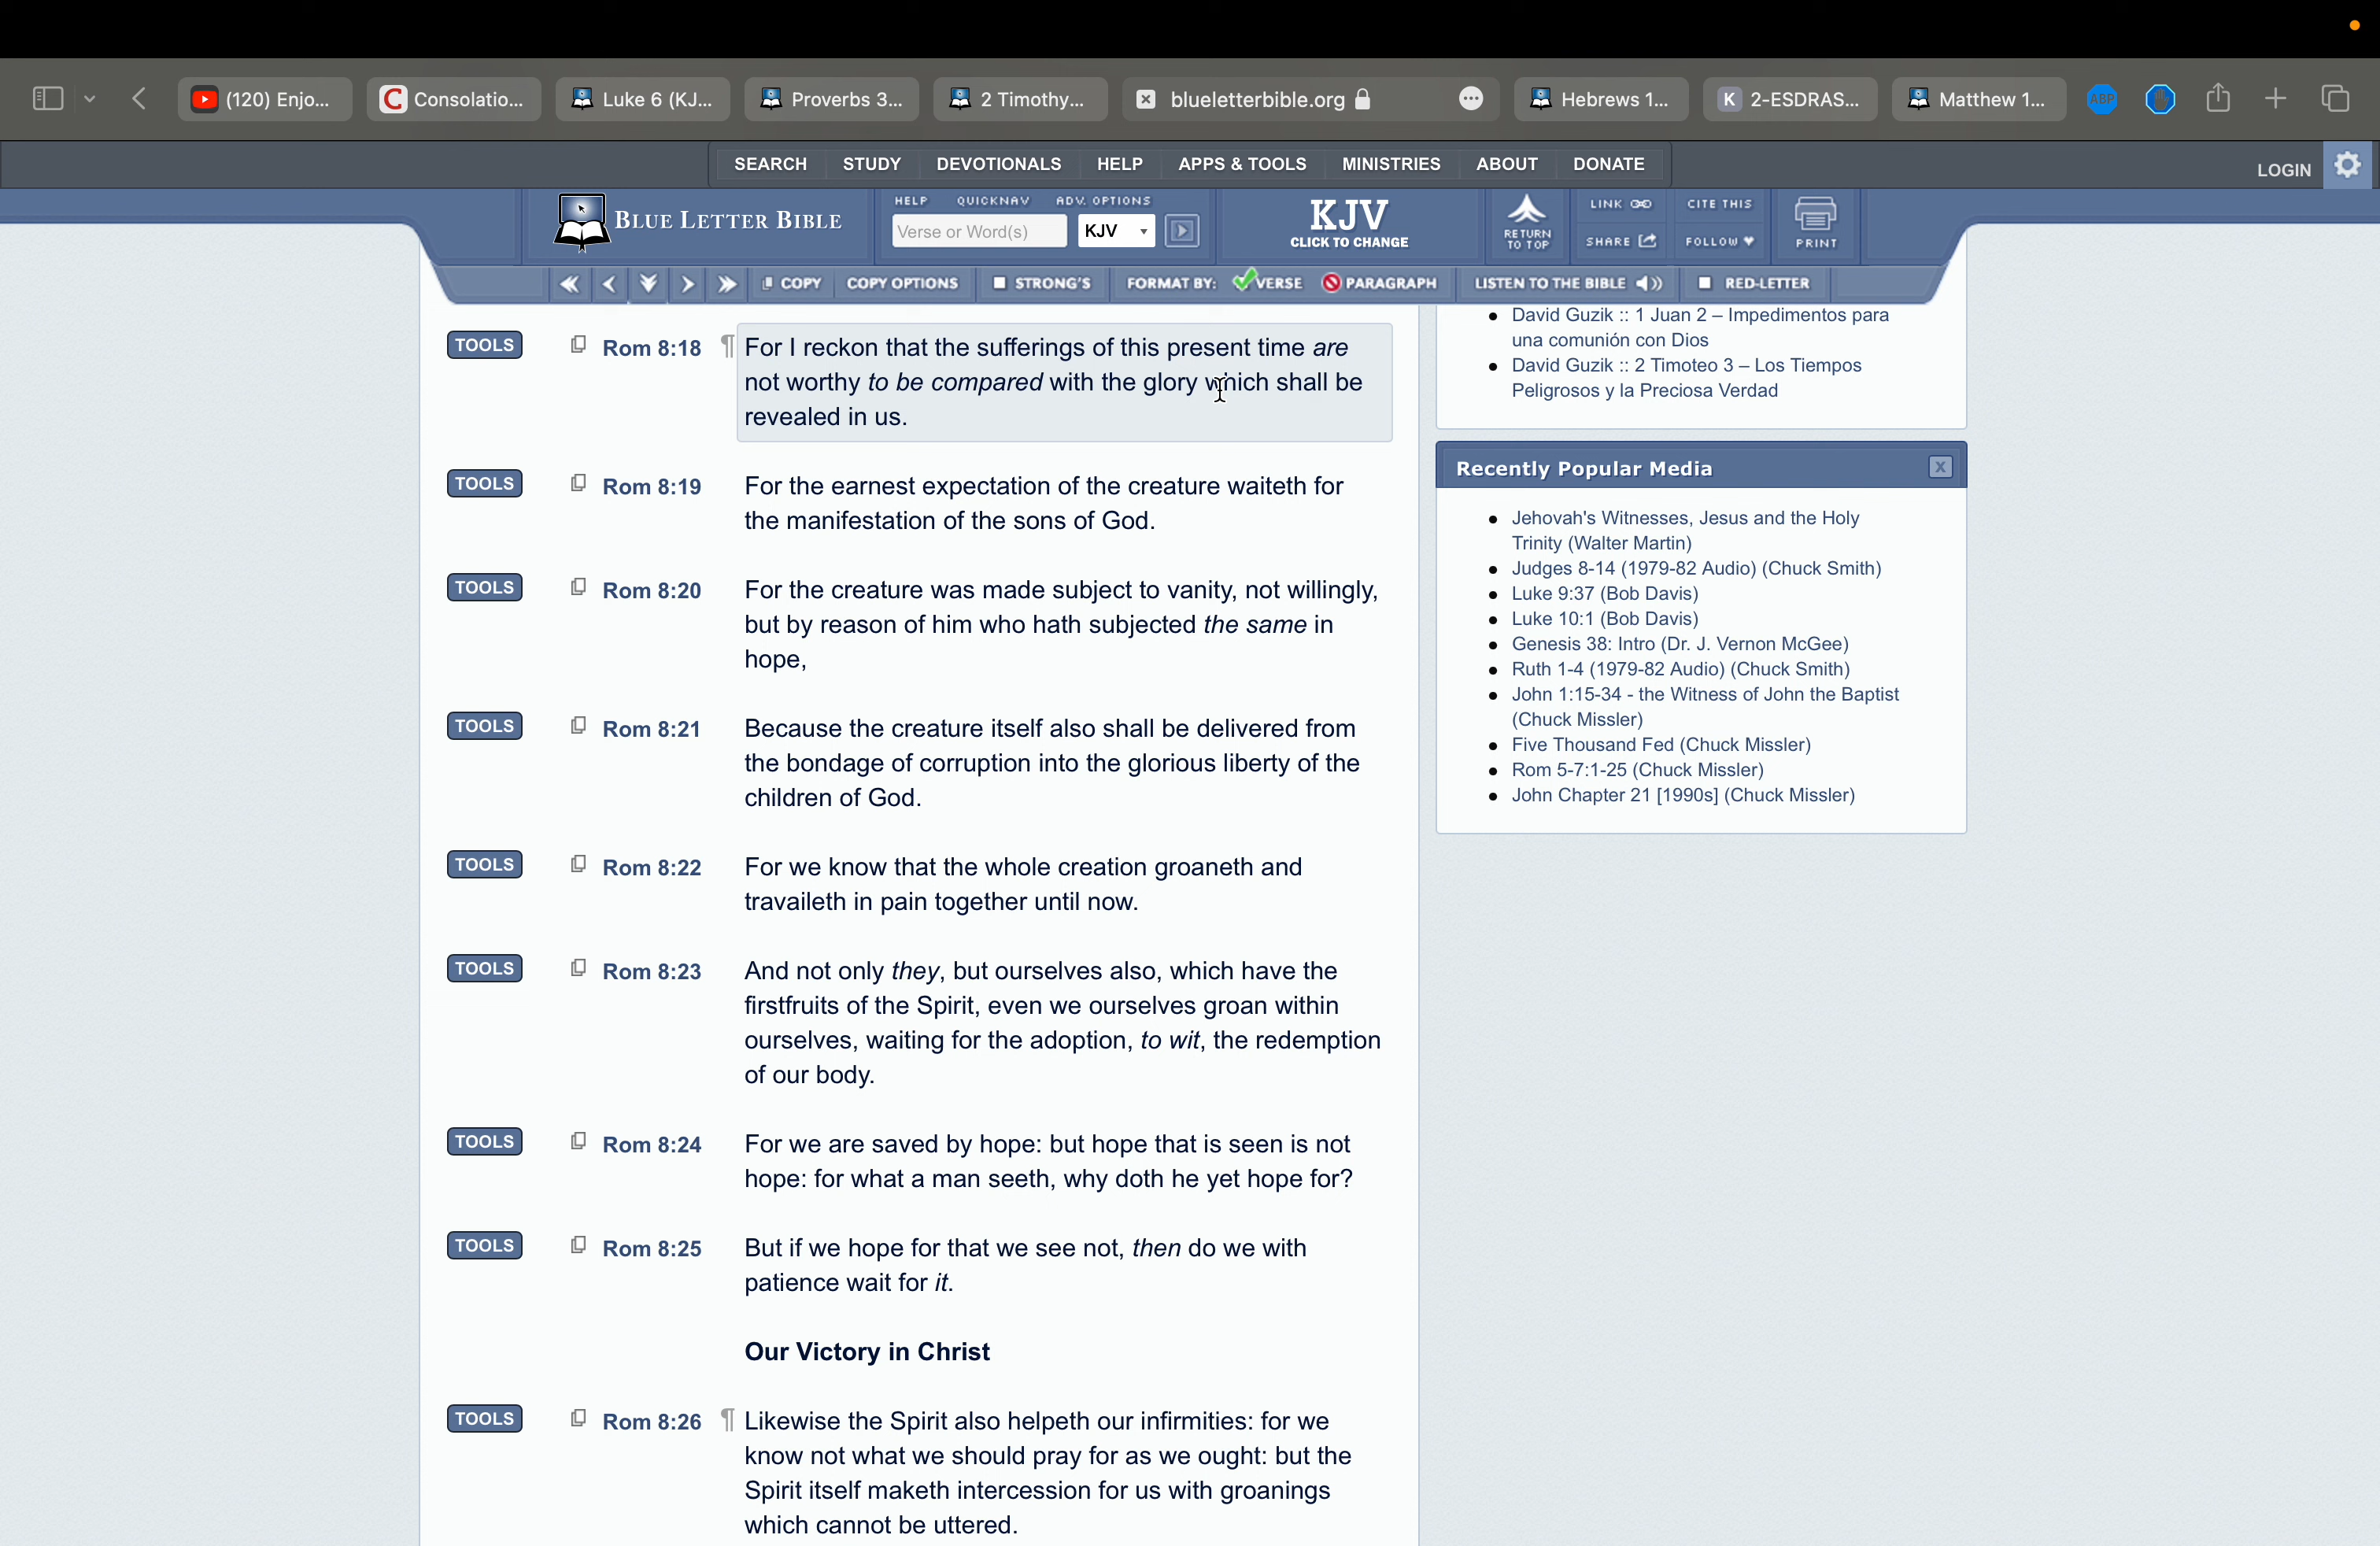 (120) Enjo...
Consolatio...
Luke 6 (KJ...
Proverbs 3...
2 Timothy...
blueletterbible.org
Hebrews 1...
K 2-ESDRAS...
Matthew 1...
ABP
SEARCH STUDY DEVOTIONALS HELP APPS & TOOLS MINISTRIES ABOUT DONATE
LOGIN
BLUE LETTER BIBLE
HELP QUICKNAV ADV. OPTIONS
Verse or Word(s)
KJV
KJV
CLICK TO CHANGE
RETURN
TO TOP
LINK
CITE THIS
SHARE
FOLLOW
PRINT
COPY COPY OPTIONS STRONG'S FORMAT BY: VERSE PARAGRAPH LISTEN TO THE BIBLE RED-LETTER
TOOLS Rom 8:18 ¶ For I reckon that the sufferings of this present time are
not worthy to be compared with the glory which shall be
revealed in us.
TOOLS Rom 8:19 For the earnest expectation of the creature waiteth for
the manifestation of the sons of God.
TOOLS Rom 8:20 For the creature was made subject to vanity, not willingly,
but by reason of him who hath subjected the same in
hope,
TOOLS Rom 8:21 Because the creature itself also shall be delivered from
the bondage of corruption into the glorious liberty of the
children of God.
TOOLS Rom 8:22 For we know that the whole creation groaneth and
travaileth in pain together until now.
TOOLS Rom 8:23 And not only they, but ourselves also, which have the
firstfruits of the Spirit, even we ourselves groan within
ourselves, waiting for the adoption, to wit, the redemption
of our body.
TOOLS Rom 8:24 For we are saved by hope: but hope that is seen is not
hope: for what a man seeth, why doth he yet hope for?
TOOLS Rom 8:25 But if we hope for that we see not, then do we with
patience wait for it.
Our Victory in Christ
TOOLS Rom 8:26 ¶ Likewise the Spirit also helpeth our infirmities: for we
know not what we should pray for as we ought: but the
Spirit itself maketh intercession for us with groanings
which cannot be uttered.
David Guzik :: 1 Juan 2 – Impedimentos para
una comunión con Dios
David Guzik :: 2 Timoteo 3 – Los Tiempos
Peligrosos y la Preciosa Verdad
Recently Popular Media x
Jehovah's Witnesses, Jesus and the Holy
Trinity (Walter Martin)
Judges 8-14 (1979-82 Audio) (Chuck Smith)
Luke 9:37 (Bob Davis)
Luke 10:1 (Bob Davis)
Genesis 38: Intro (Dr. J. Vernon McGee)
Ruth 1-4 (1979-82 Audio) (Chuck Smith)
John 1:15-34 - the Witness of John the Baptist
(Chuck Missler)
Five Thousand Fed (Chuck Missler)
Rom 5-7:1-25 (Chuck Missler)
John Chapter 21 [1990s] (Chuck Missler)